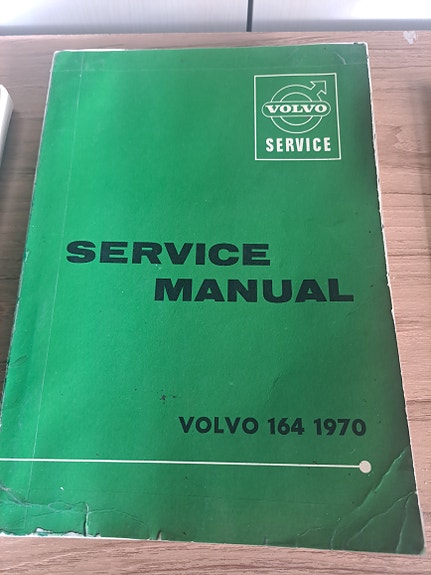 VOLVO
SERVICE
SERVICE
MANUAL
VOLVO 164 1970